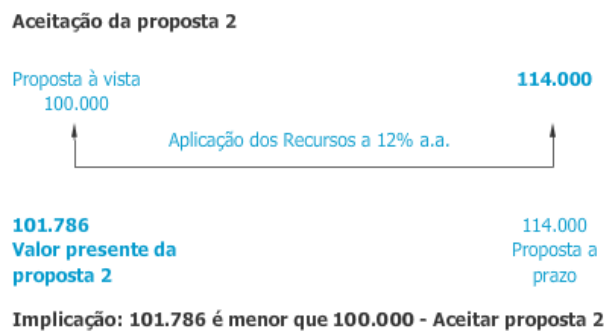 Aceitação da proposta 2
Proposta à vista
100.000
114.000
Aplicação dos Recursos a 12% a.a.
101.786
Valor presente da
proposta 2
114.000
Proposta a
prazo
Implicação: 101.786 é menor que 100.000 - Aceitar proposta 2